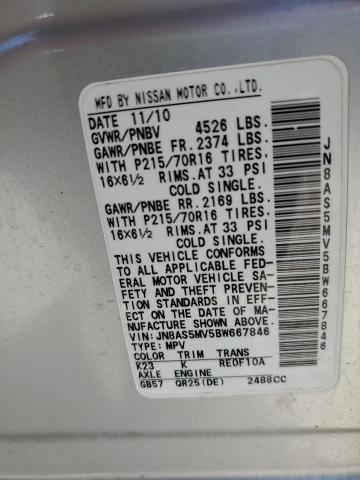 MFD BY NISSAN MOTOR CO.,LTD.
DATE 11/10
GVWR/PNBV 4526 LBS.
GAWR/PNBE FR. 2374 LBS.
WITH P215/70R16 TIRES,
16X6½ RIMS.AT 33 PSI
COLD SINGLE.
GAWR/PNBE RR. 2169 LBS.
WITH P215/70R16 TIRES,
16X6½ RIMS.AT 33 PSI
COLD SINGLE.
THIS VEHICLE CONFORMS
TO ALL APPLICABLE FED-
ERAL MOTOR VEHICLE SA-
FETY AND THEFT PREVEN-
TION STANDARDS IN EFF-
ECT ON THE DATE OF MA-
NUFACTURE SHOWN ABOVE.
VIN: JN8AS5MV5BW667846
TYPE: MPV
COLOR TRIM TRANS
K23 K RE0F10A
AXLE ENGINE
GB57 QR25(DE) 2488CC
JN8AS5MV5BW667846